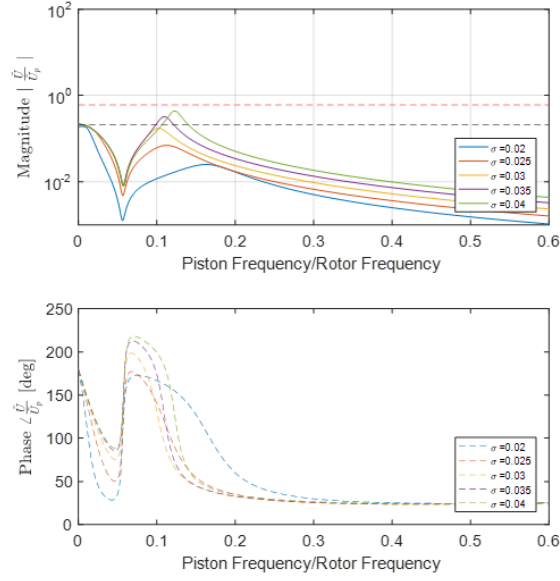 10^2
10^0
10^-2
Magnitude | Ũ/U_p |
σ=0.02
σ=0.025
σ=0.03
σ=0.035
σ=0.04
0 0.1 0.2 0.3 0.4 0.5 0.6
Piston Frequency/Rotor Frequency
250
200
150
100
50
0
Phase ∠ Ũ/U_p [deg]
σ=0.02
σ=0.025
σ=0.03
σ=0.035
σ=0.04
0 0.1 0.2 0.3 0.4 0.5 0.6
Piston Frequency/Rotor Frequency